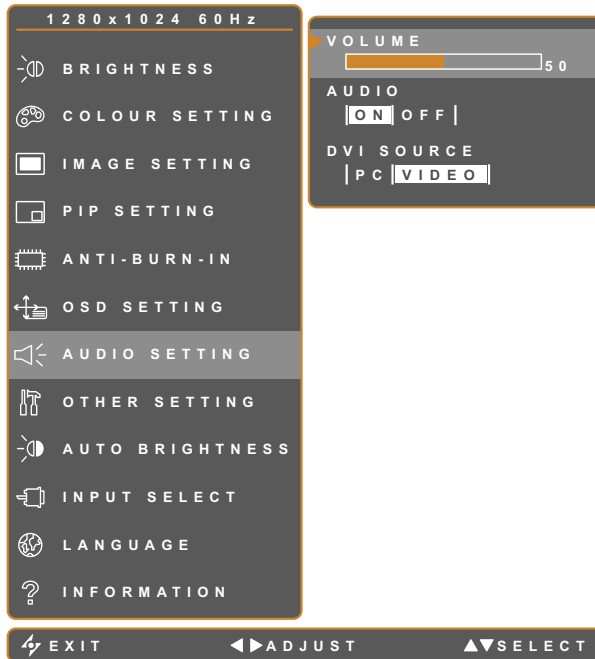 1280x1024 60Hz
BRIGHTNESS
COLOUR SETTING
IMAGE SETTING
PIP SETTING
ANTI-BURN-IN
OSD SETTING
AUDIO SETTING
OTHER SETTING
AUTO BRIGHTNESS
INPUT SELECT
LANGUAGE
INFORMATION
VOLUME
50
AUDIO
ON OFF
DVI SOURCE
PC VIDEO
EXIT ADJUST SELECT